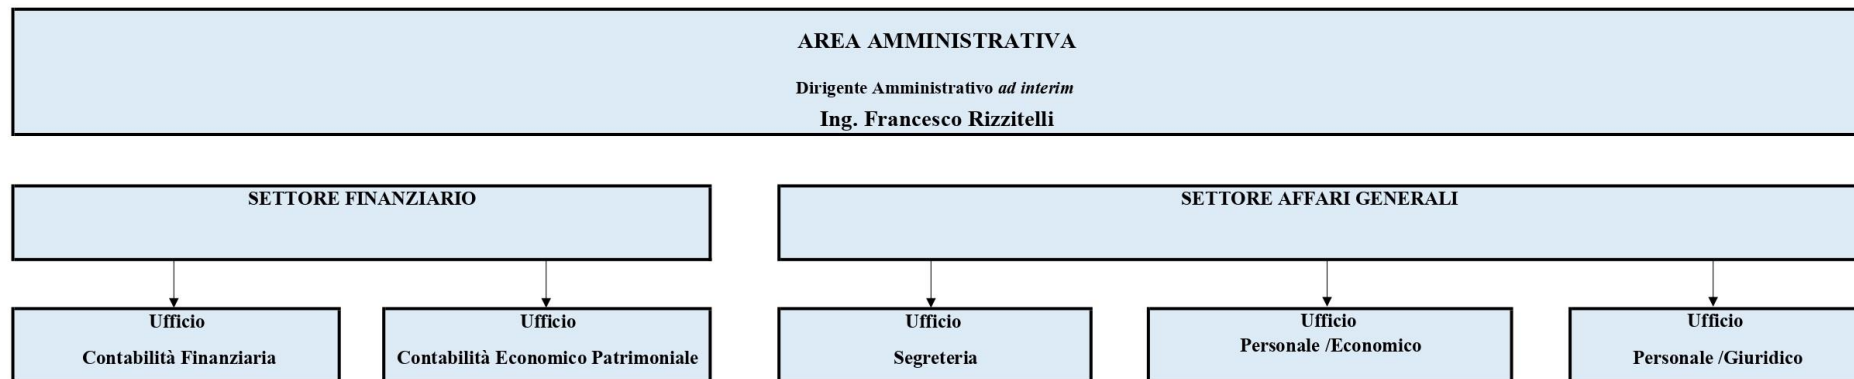 AREA AMMINISTRATIVA
Dirigente Amministrativo ad interim
Ing. Francesco Rizzitelli
SETTORE FINANZIARIO
SETTORE AFFARI GENERALI
Ufficio
Contabilità Finanziaria
Ufficio
Contabilità Economico Patrimoniale
Ufficio
Segreteria
Ufficio
Personale /Economico
Ufficio
Personale /Giuridico